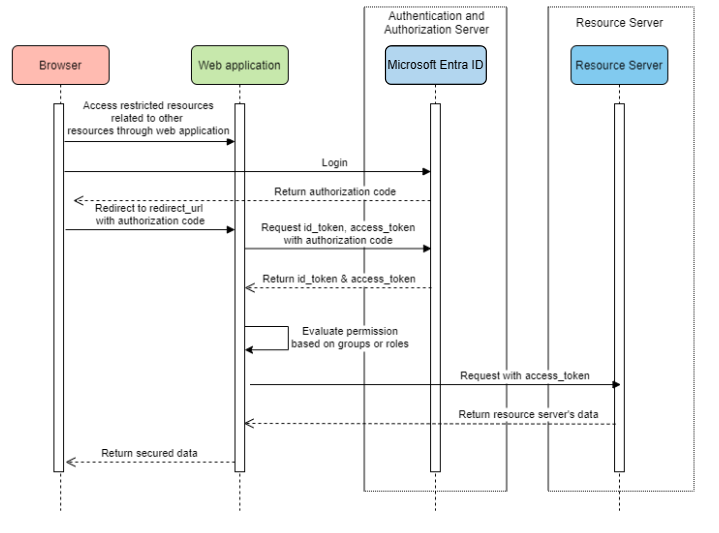 Authentication and
Authorization Server
Resource Server
Browser
Web application
Microsoft Entra ID
Resource Server
Access restricted resources
related to other
resources through web application
Login
Return authorization code
Redirect to redirect_url
with authorization code
Request id_token, access_token
with authorization code
Return id_token & access_token
Evaluate permission
based on groups or roles
Request with access_token
Return resource server's data
Return secured data